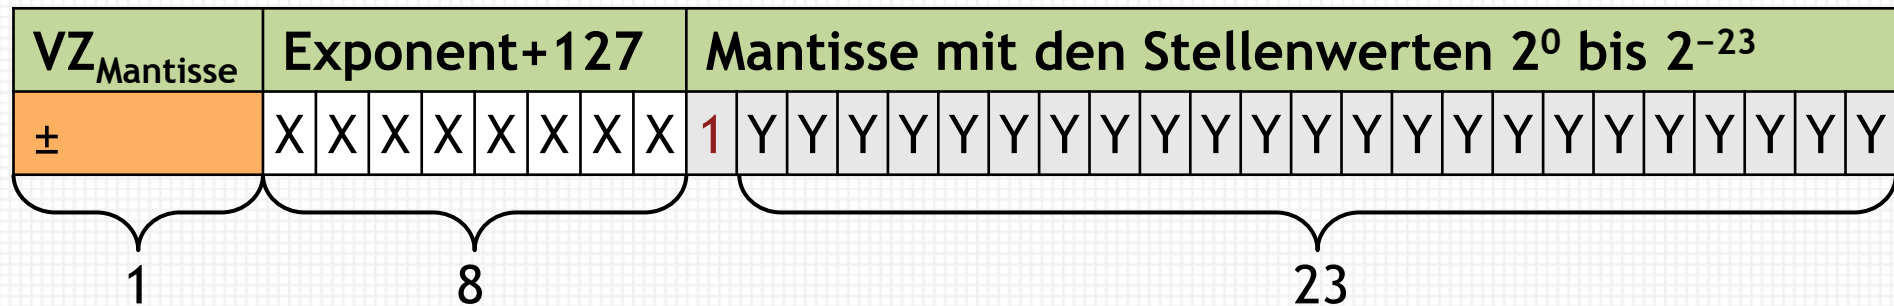 VZMantisse Exponent+127 Mantisse mit den Stellenwerten 2⁰ bis 2⁻²³
± X X X X X X X X 1 Y Y Y Y Y Y Y Y Y Y Y Y Y Y Y Y Y Y Y Y Y Y Y
1 8 23